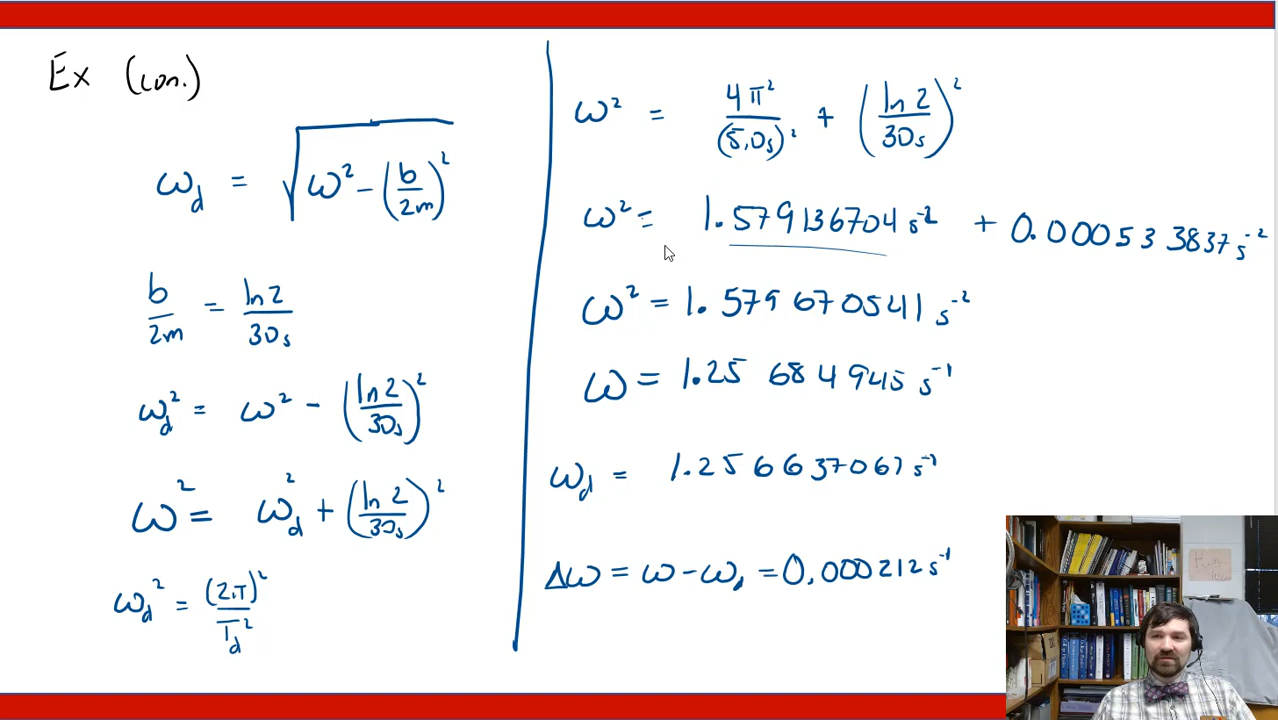 Ex (con.)
ω_d = √(ω² - (b/2m)²)
b/2m = ln2/30s
ω_d² = ω² - (ln2/30s)²
ω² = ω_d² + (ln2/30s)²
ω_d² = (2π)²/T_d²
ω² = 4π²/(5.0s)² + (ln2/30s)²
ω² = 1.579136704 s⁻² + 0.000533837 s⁻²
ω² = 1.579670541 s⁻²
ω = 1.25684945 s⁻¹
ω_d = 1.256637061 s⁻¹
Δω = ω - ω_d = 0.000212 s⁻¹